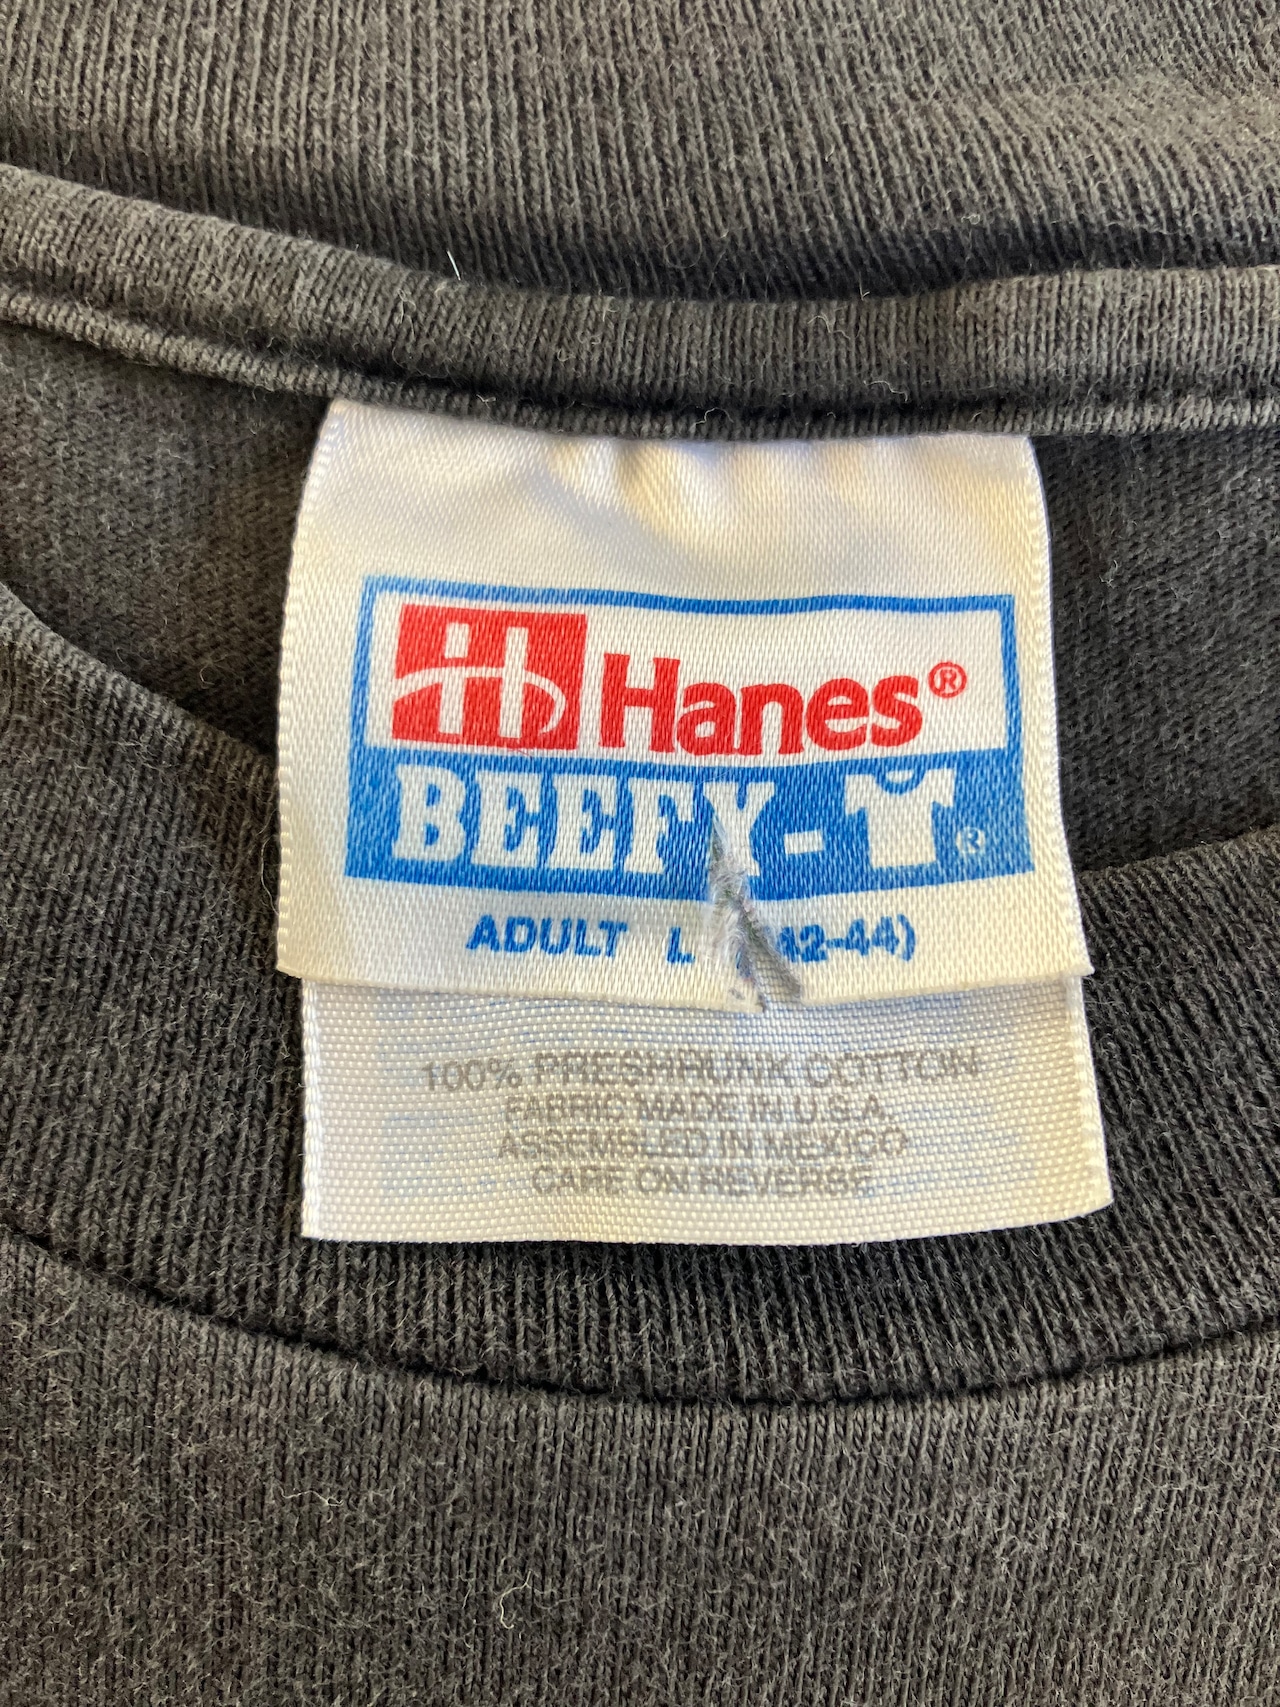 Hanes®
BEEFY-T®
ADULT L 42-44)
100% PRESHRUNK COTTON
FABRIC MADE IN U.S.A.
ASSEMBLED IN MEXICO
CARE ON REVERSE